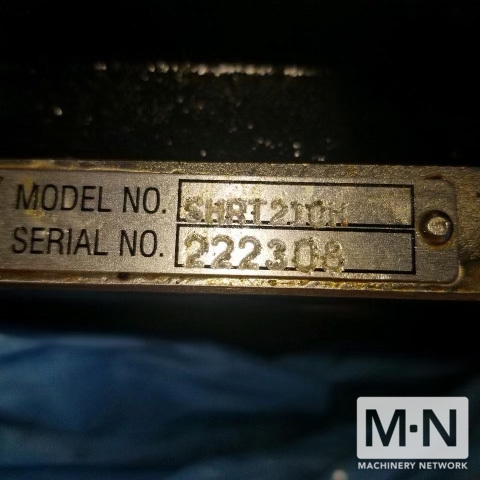 MODEL NO.
SERIAL NO. 222308
M·N
MACHINERY NETWORK